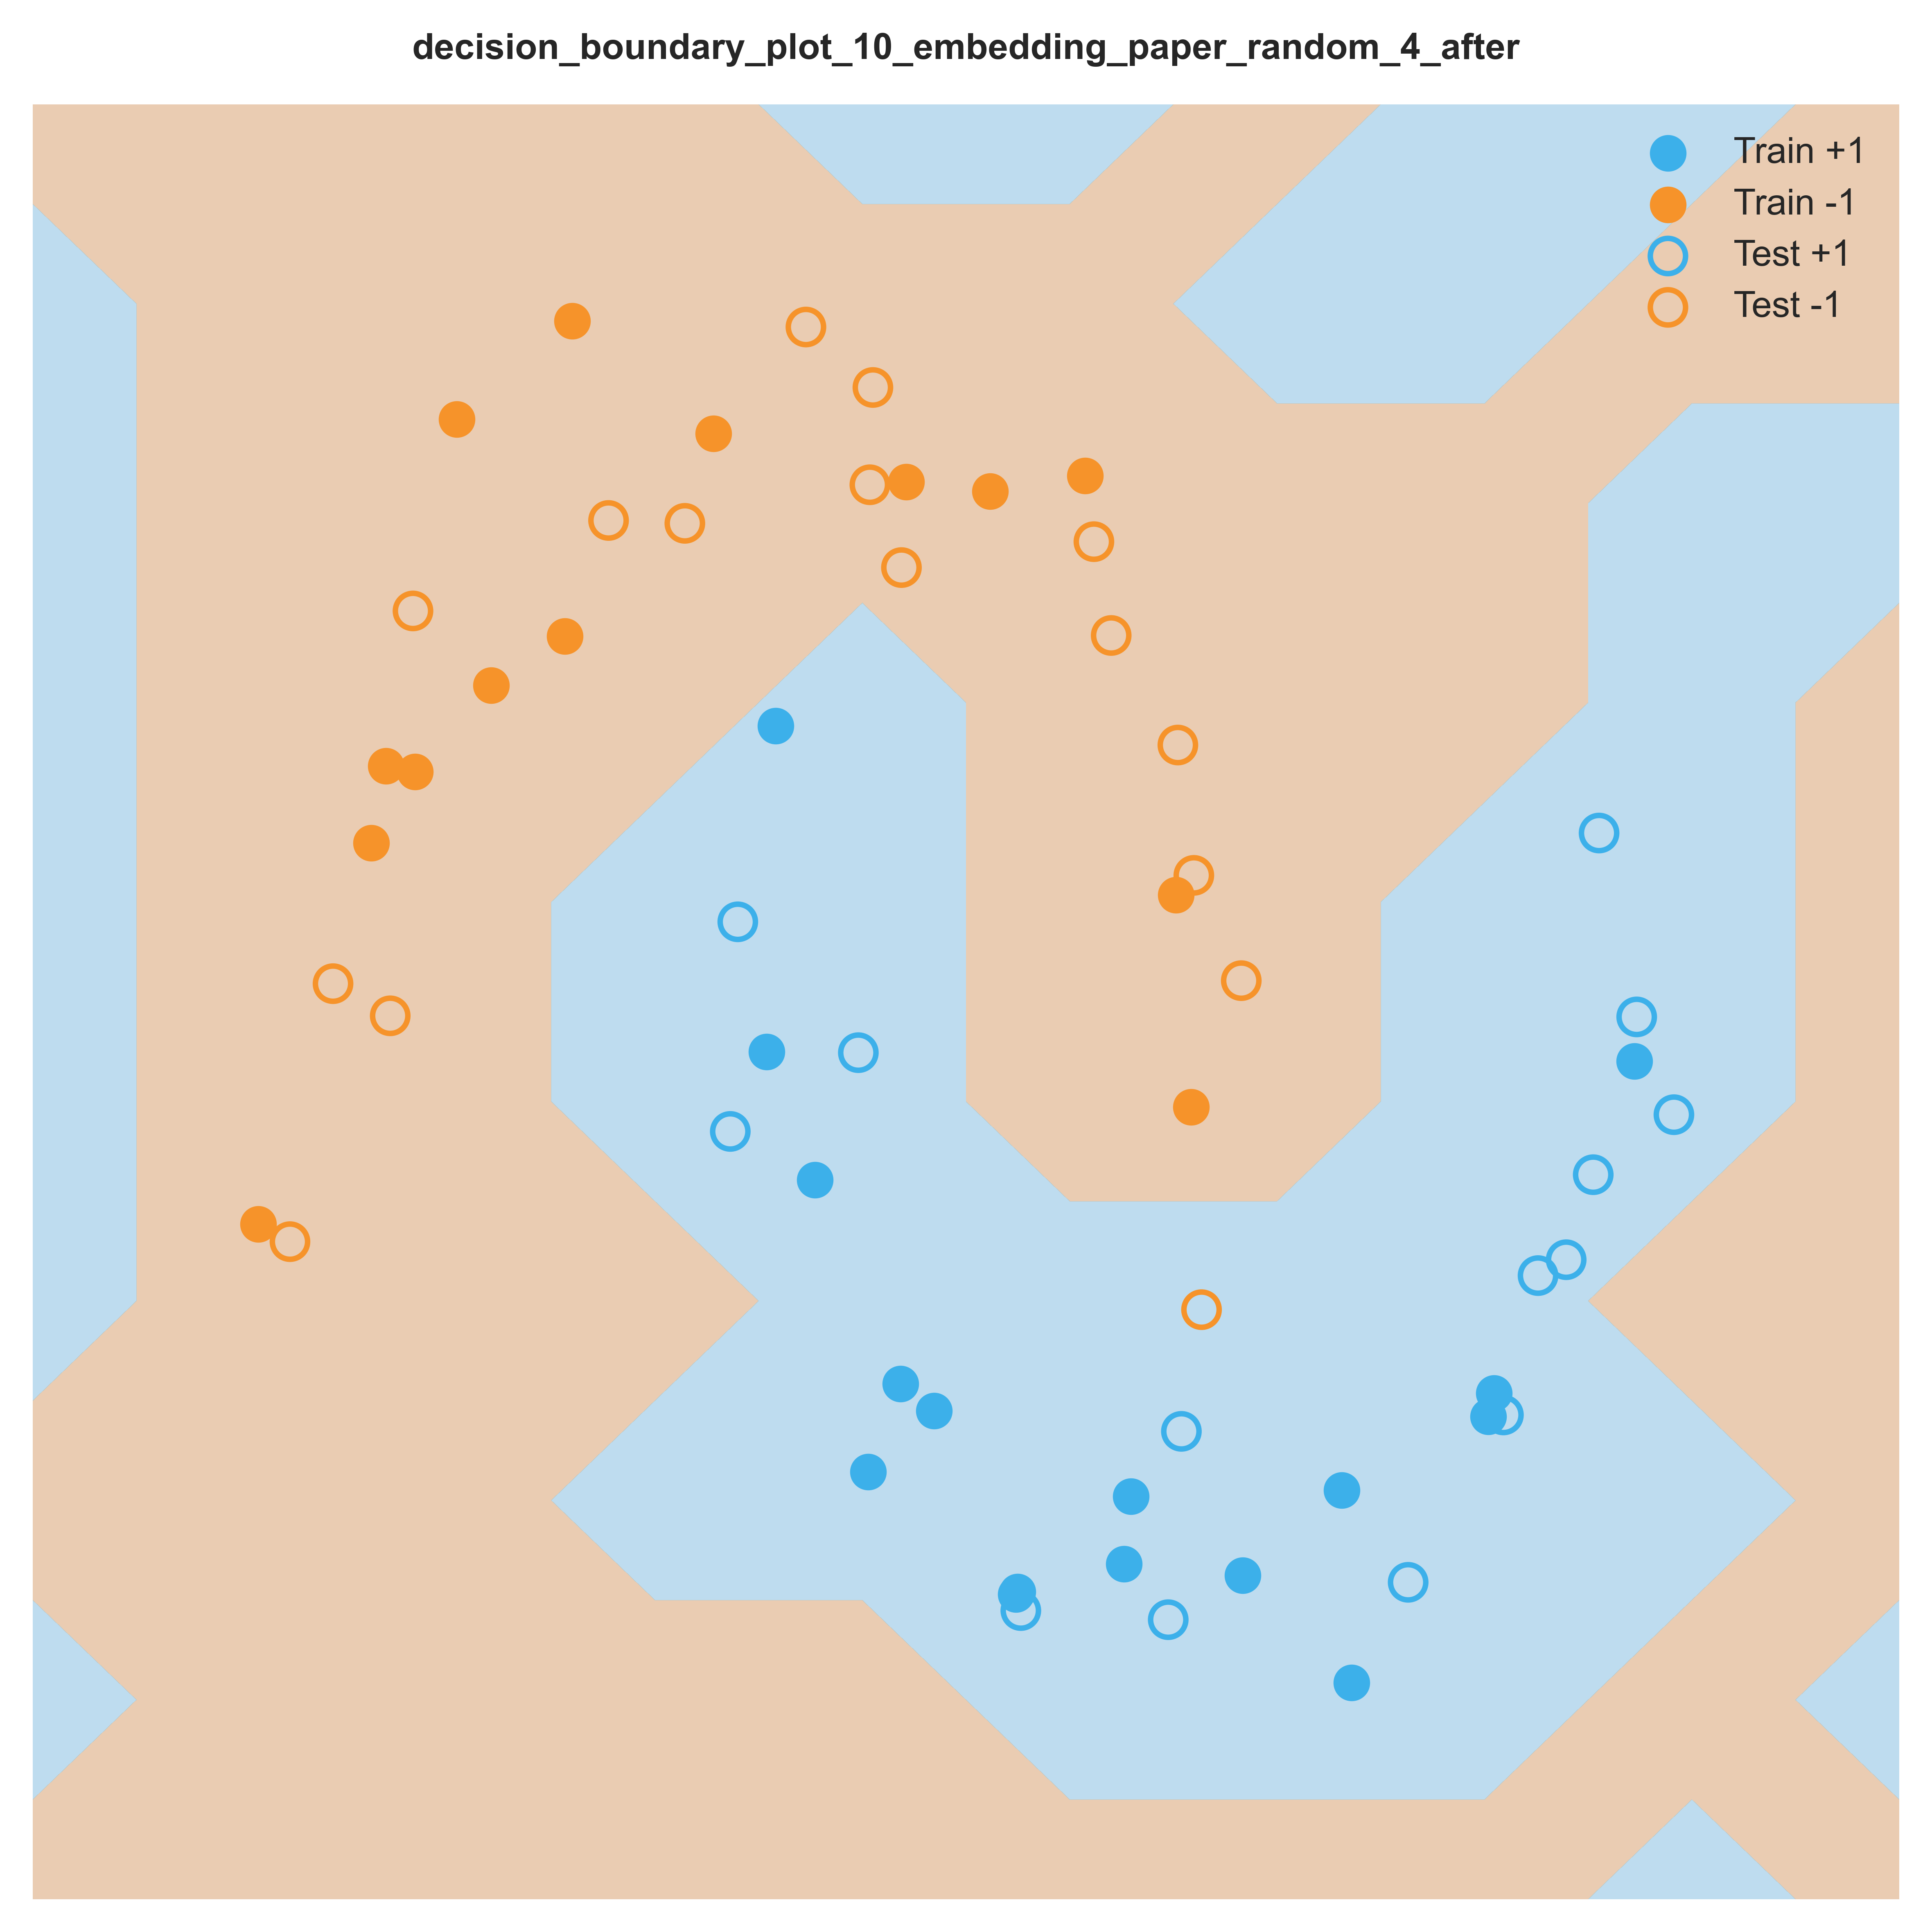 decision_boundary_plot_10_embedding_paper_random_4_after
Train +1
Train -1
Test +1
Test -1